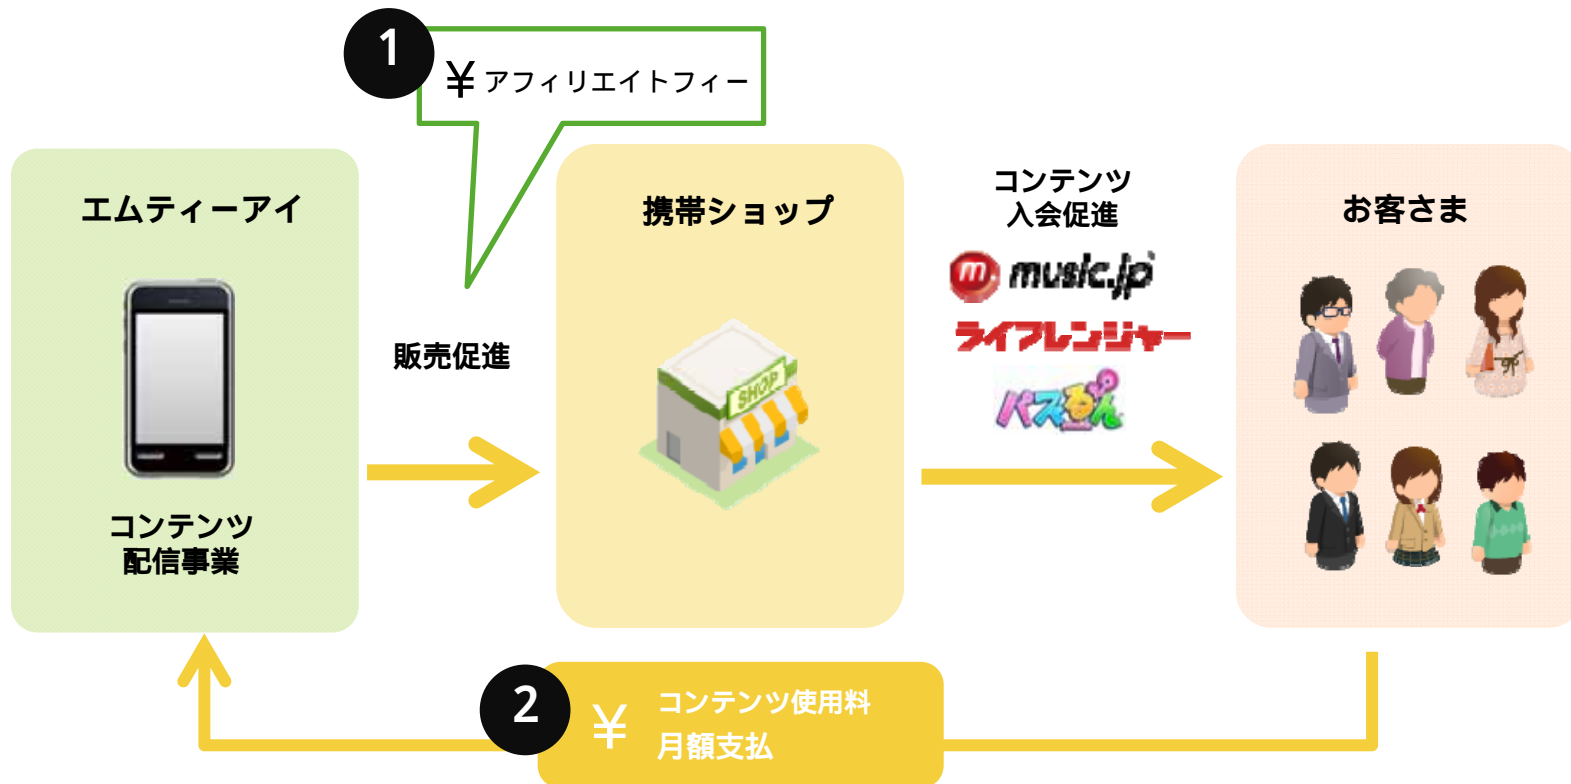 1
¥ アフィリエイトフィー
エムティーアイ
コンテンツ
配信事業
販売促進
携帯ショップ
SHOP
コンテンツ
入会促進
m. music.jp
ライフレンジャー
パズるん
お客さま
2
¥
コンテンツ使用料
月額支払